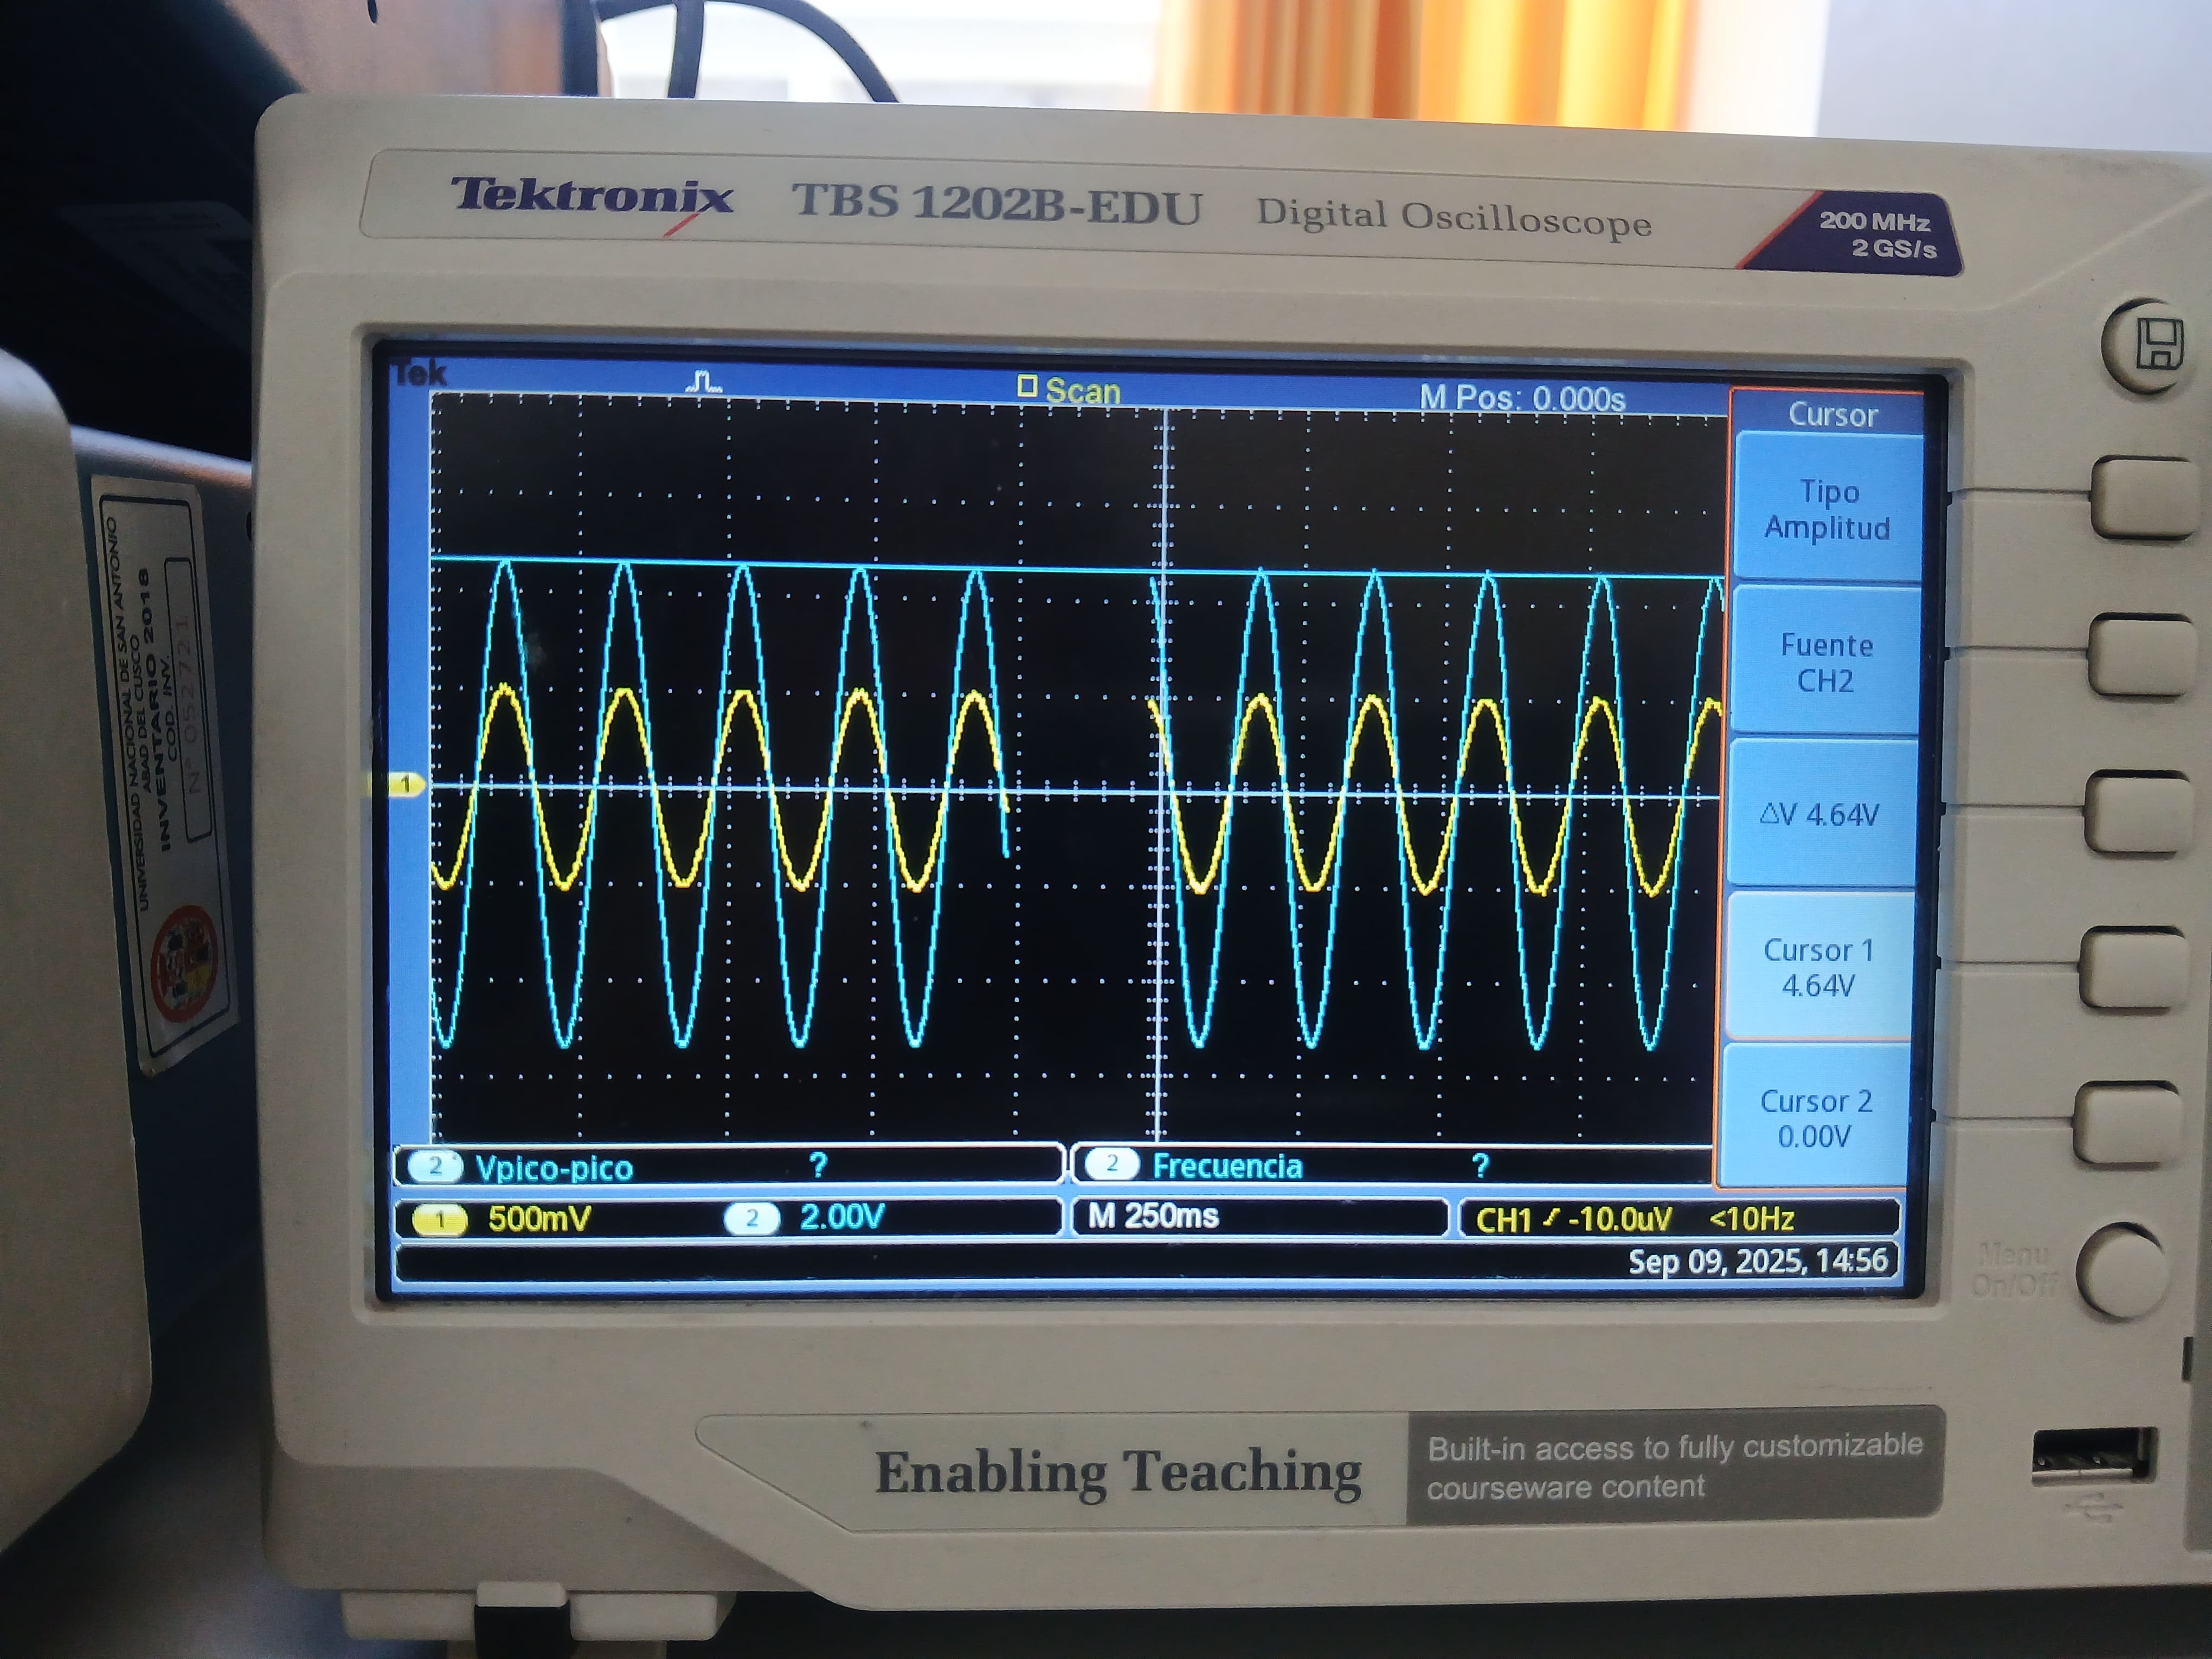 Tektronix TBS 1202B-EDU Digital Oscilloscope
200 MHz
2 GS/s
Tek
Scan
M Pos: 0.000s
Cursor
Tipo
Amplitud
Fuente
CH2
ΔV 4.64V
Cursor 1
4.64V
Cursor 2
0.00V
1
2 Vpico-pico ?
2 Frecuencia ?
1 500mV 2 2.00V
M 250ms
CH1 -10.0uV <10Hz
Sep 09, 2025, 14:56
Menu
On/Off
Enabling Teaching
Built-in access to fully customizable
courseware content
UNIVERSIDAD NACIONAL DE SAN ANTONIO
ABAD DEL CUSCO
INVENTARIO 2018
COD. INV.
N° 052721